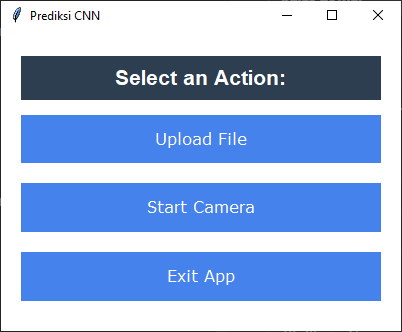 Prediksi CNN
Select an Action:
Upload File
Start Camera
Exit App